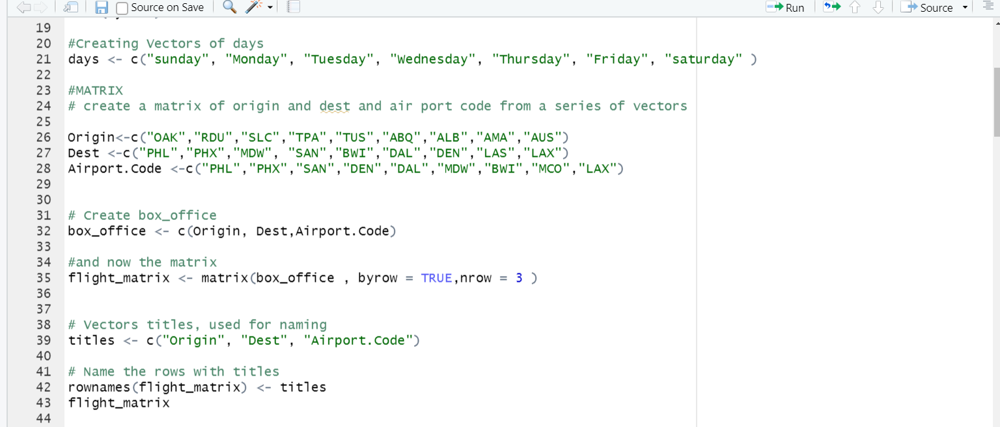 Source on Save
Run
Source
19
20 #Creating Vectors of days
21 days <- c("sunday", "Monday", "Tuesday", "Wednesday", "Thursday", "Friday", "saturday" )
22
23 #MATRIX
24 # create a matrix of origin and dest and air port code from a series of vectors
25
26 Origin<-c("OAK","RDU","SLC","TPA","TUS","ABQ","ALB","AMA","AUS")
27 Dest <-c("PHL","PHX","MDW", "SAN","BWI","DAL","DEN","LAS","LAX")
28 Airport.Code <-c("PHL","PHX","SAN","DEN","DAL","MDW","BWI","MCO","LAX")
29
30
31 # Create box_office
32 box_office <- c(Origin, Dest,Airport.Code)
33
34 #and now the matrix
35 flight_matrix <- matrix(box_office , byrow = TRUE,nrow = 3 )
36
37
38 # Vectors titles, used for naming
39 titles <- c("Origin", "Dest", "Airport.Code")
40
41 # Name the rows with titles
42 rownames(flight_matrix) <- titles
43 flight_matrix
44